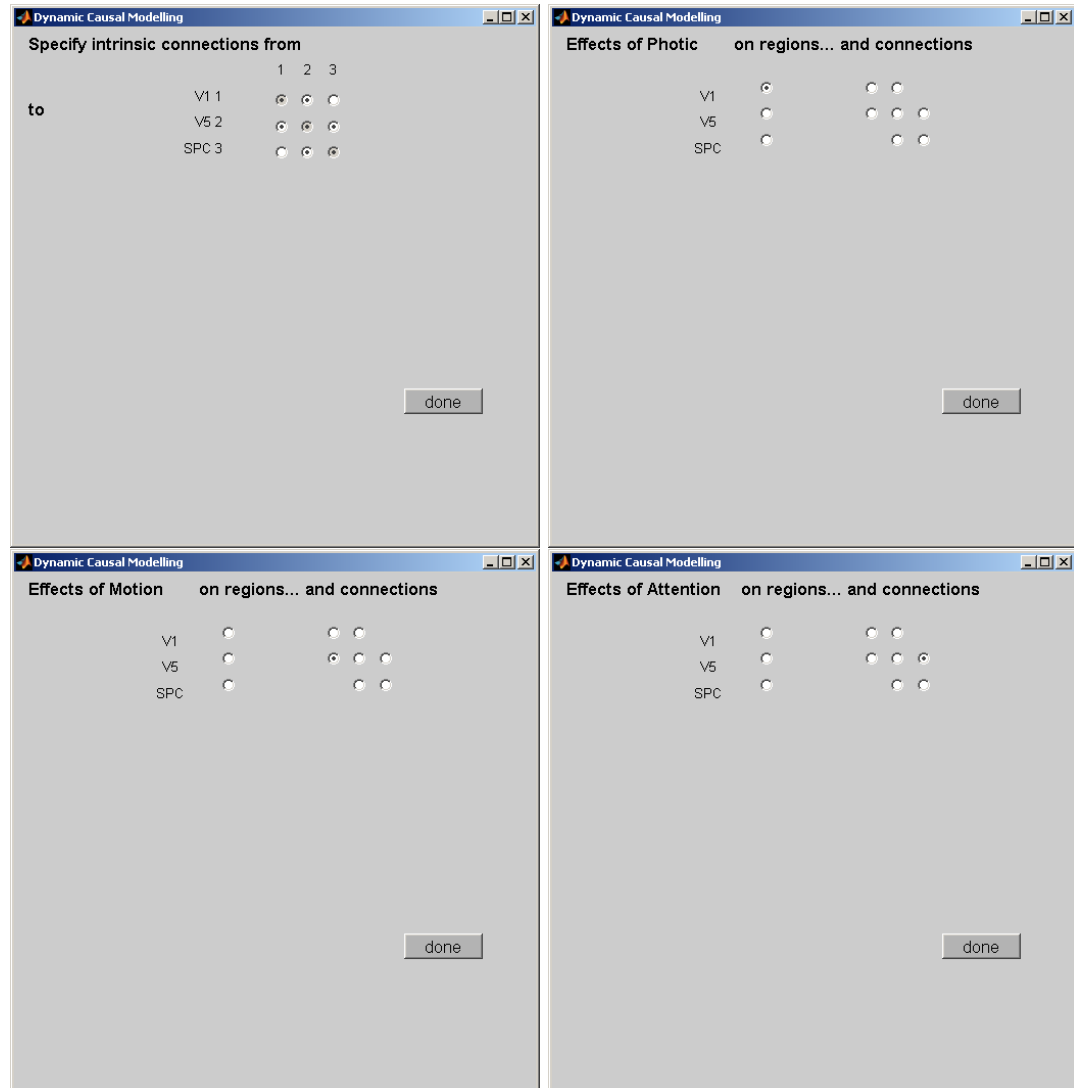 Dynamic Causal Modelling
Specify intrinsic connections from
1 2 3
to
V1 1
V5 2
SPC 3
done
Dynamic Causal Modelling
Effects of Photic on regions... and connections
V1
V5
SPC
done
Dynamic Causal Modelling
Effects of Motion on regions... and connections
V1
V5
SPC
done
Dynamic Causal Modelling
Effects of Attention on regions... and connections
V1
V5
SPC
done